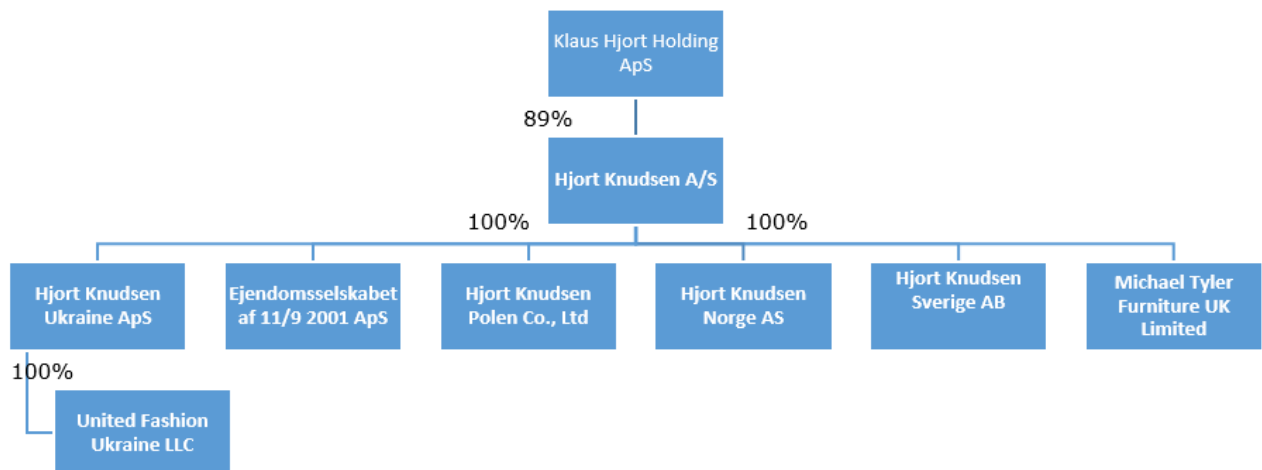 Klaus Hjort Holding
ApS
89%
Hjort Knudsen A/S
100%
100%
Hjort Knudsen
Ukraine ApS
Ejendomsselskabet
af 11/9 2001 ApS
Hjort Knudsen
Polen Co., Ltd
Hjort Knudsen
Norge AS
Hjort Knudsen
Sverige AB
Michael Tyler
Furniture UK
Limited
100%
United Fashion
Ukraine LLC